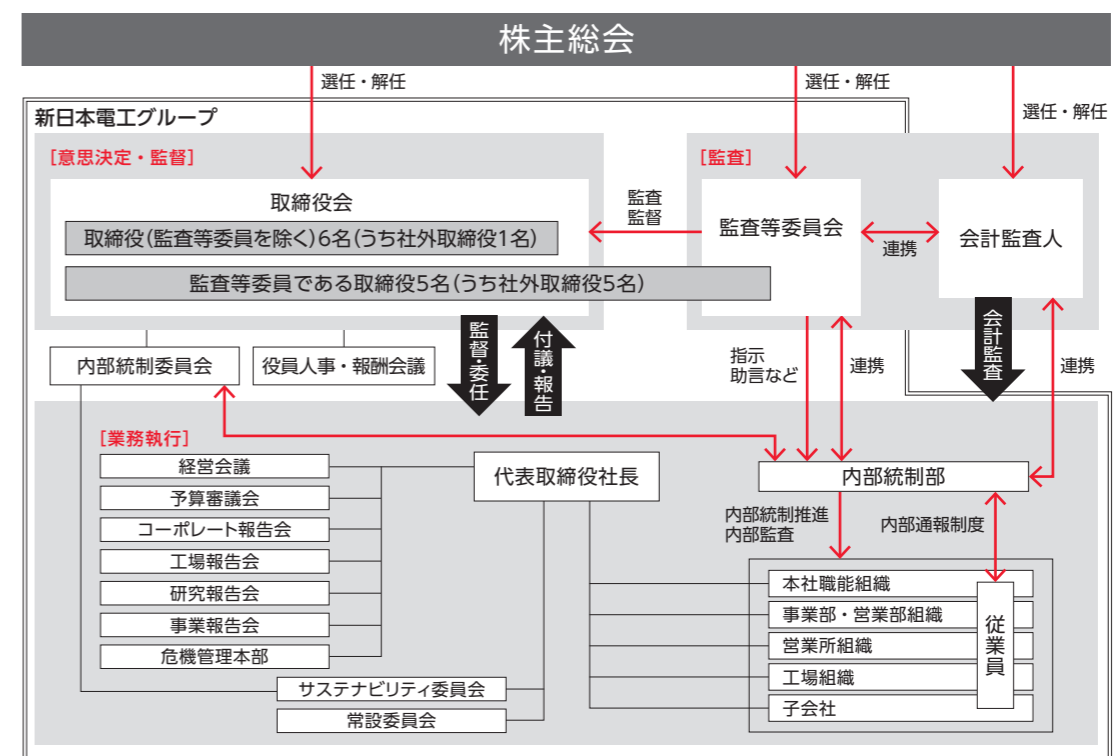 株主総会
選任・解任
選任・解任
選任・解任
新日本電工グループ
[意思決定・監督]
[監査]
取締役会
取締役(監査等委員を除く)6名(うち社外取締役1名)
監査等委員である取締役5名(うち社外取締役5名)
監査
監督
監査等委員会
連携
会計監査人
内部統制委員会
役員人事・報酬会議
監督・委任
付議・報告
指示
助言など
連携
会計監査
連携
[業務執行]
経営会議
予算審議会
コーポレート報告会
工場報告会
研究報告会
事業報告会
危機管理本部
サステナビリティ委員会
常設委員会
代表取締役社長
内部統制部
内部統制推進
内部監査
内部通報制度
本社職能組織
事業部・営業部組織
営業所組織
工場組織
子会社
従業員